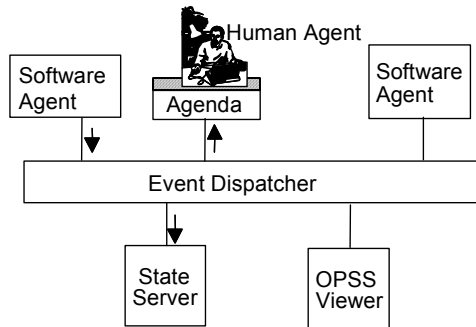 Human Agent
Software
Agent
Agenda
Software
Agent
Event Dispatcher
State
Server
OPSS
Viewer